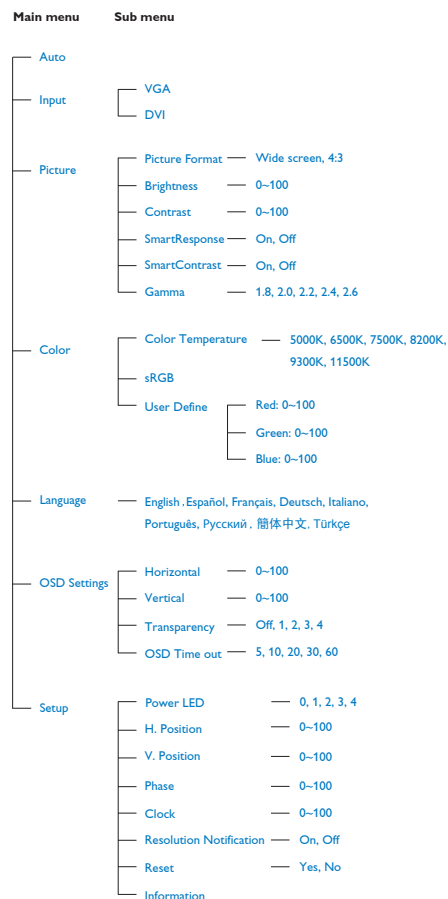 Main menu Sub menu
Auto
Input
VGA
DVI
Picture
Picture Format Wide screen, 4:3
Brightness 0~100
Contrast 0~100
SmartResponse On, Off
SmartContrast On, Off
Gamma 1.8, 2.0, 2.2, 2.4, 2.6
Color
Color Temperature 5000K, 6500K, 7500K, 8200K,
9300K, 11500K
sRGB
User Define Red: 0~100
Green: 0~100
Blue: 0~100
Language English , Español, Français, Deutsch, Italiano,
Português, Русский , 簡体中文, Türkçe
OSD Settings
Horizontal 0~100
Vertical 0~100
Transparency Off, 1, 2, 3, 4
OSD Time out 5, 10, 20, 30, 60
Setup
Power LED 0, 1, 2, 3, 4
H. Position 0~100
V. Position 0~100
Phase 0~100
Clock 0~100
Resolution Notification On, Off
Reset Yes, No
Information